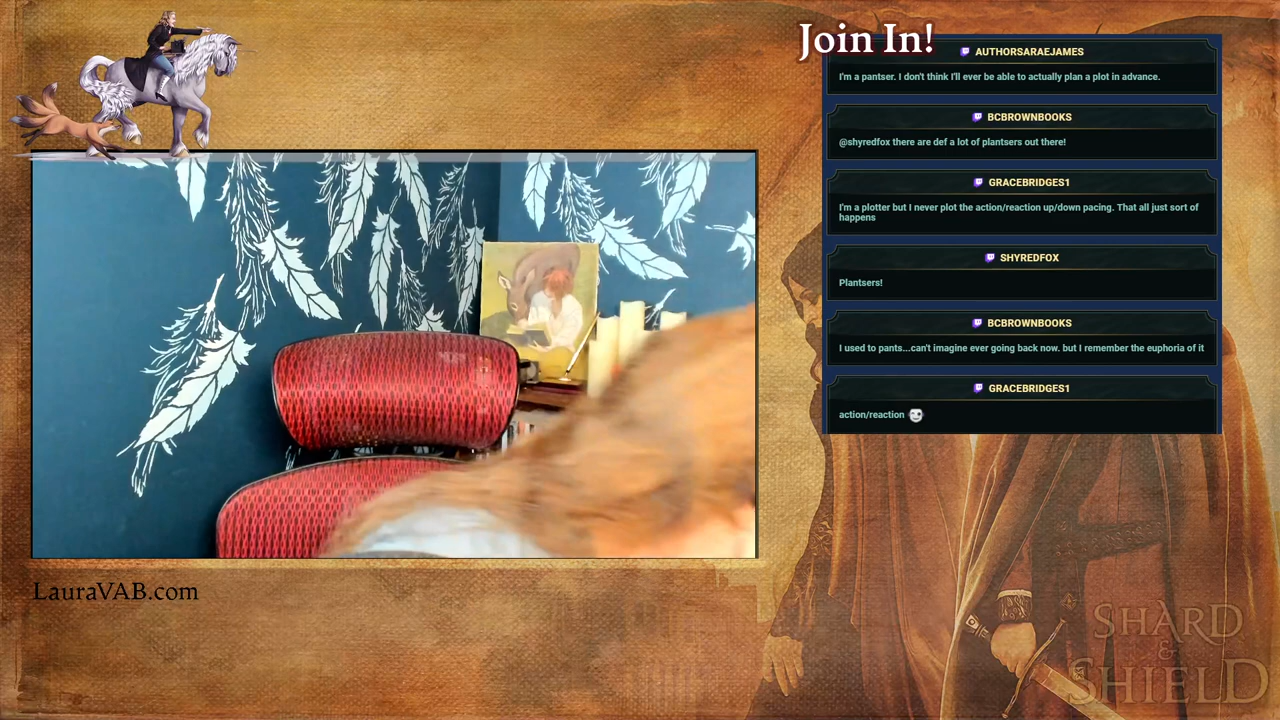 Join In!
AUTHORSARAEJAMES
I'm a pantser. I don't think I'll ever be able to actually plan a plot in advance.
BCBROWNBOOKS
@shyredfox there are def a lot of plantsers out there!
GRACEBRIDGES1
I'm a plotter but I never plot the action/reaction up/down pacing. That all just sort of
happens
SHYREDFOX
Plantsers!
BCBROWNBOOKS
I used to pants...can't imagine ever going back now. but I remember the euphoria of it
GRACEBRIDGES1
action/reaction
LauraVAB.com
SHARD
&
SHIELD